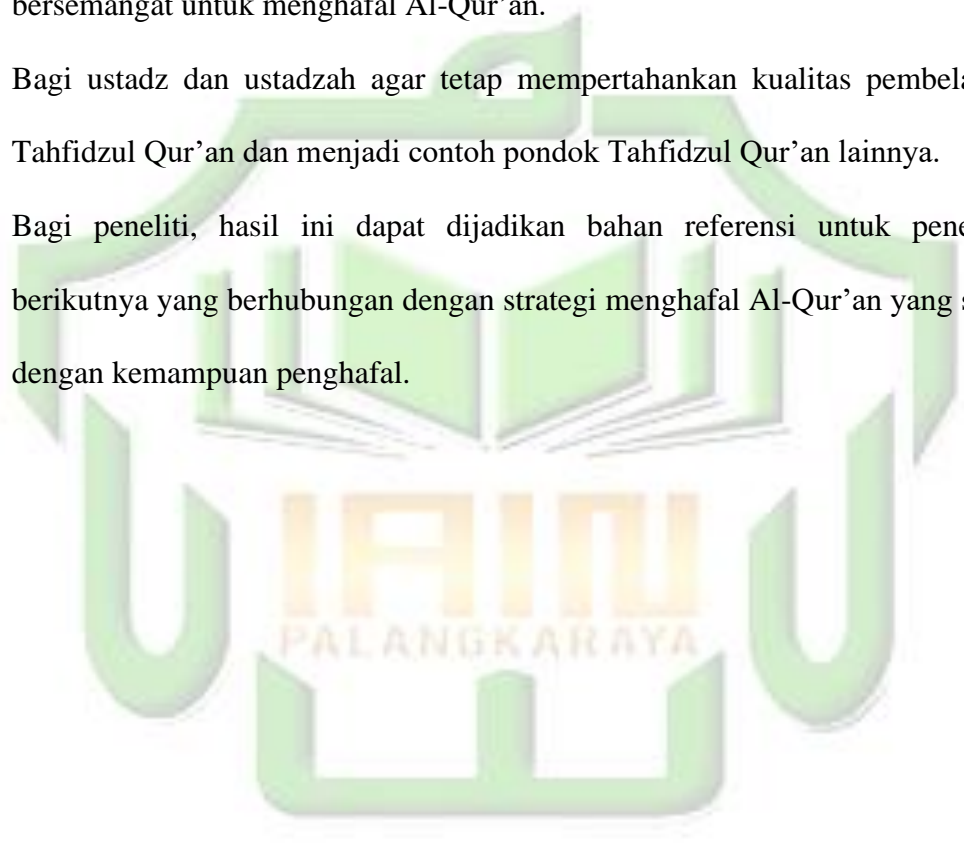 bersemangat untuk menghafal Al-Qur’an.
Bagi ustadz dan ustadzah agar tetap mempertahankan kualitas
Tahfidzul Qur’an dan menjadi contoh pondok Tahfidzul Qur’an lainnya.
Bagi peneliti, hasil ini dapat dijadikan bahan referensi untuk
berikutnya yang berhubungan dengan strategi menghafal Al-Qur’an yang
dengan kemampuan penghafal.
IAIN
PALANGKARAYA